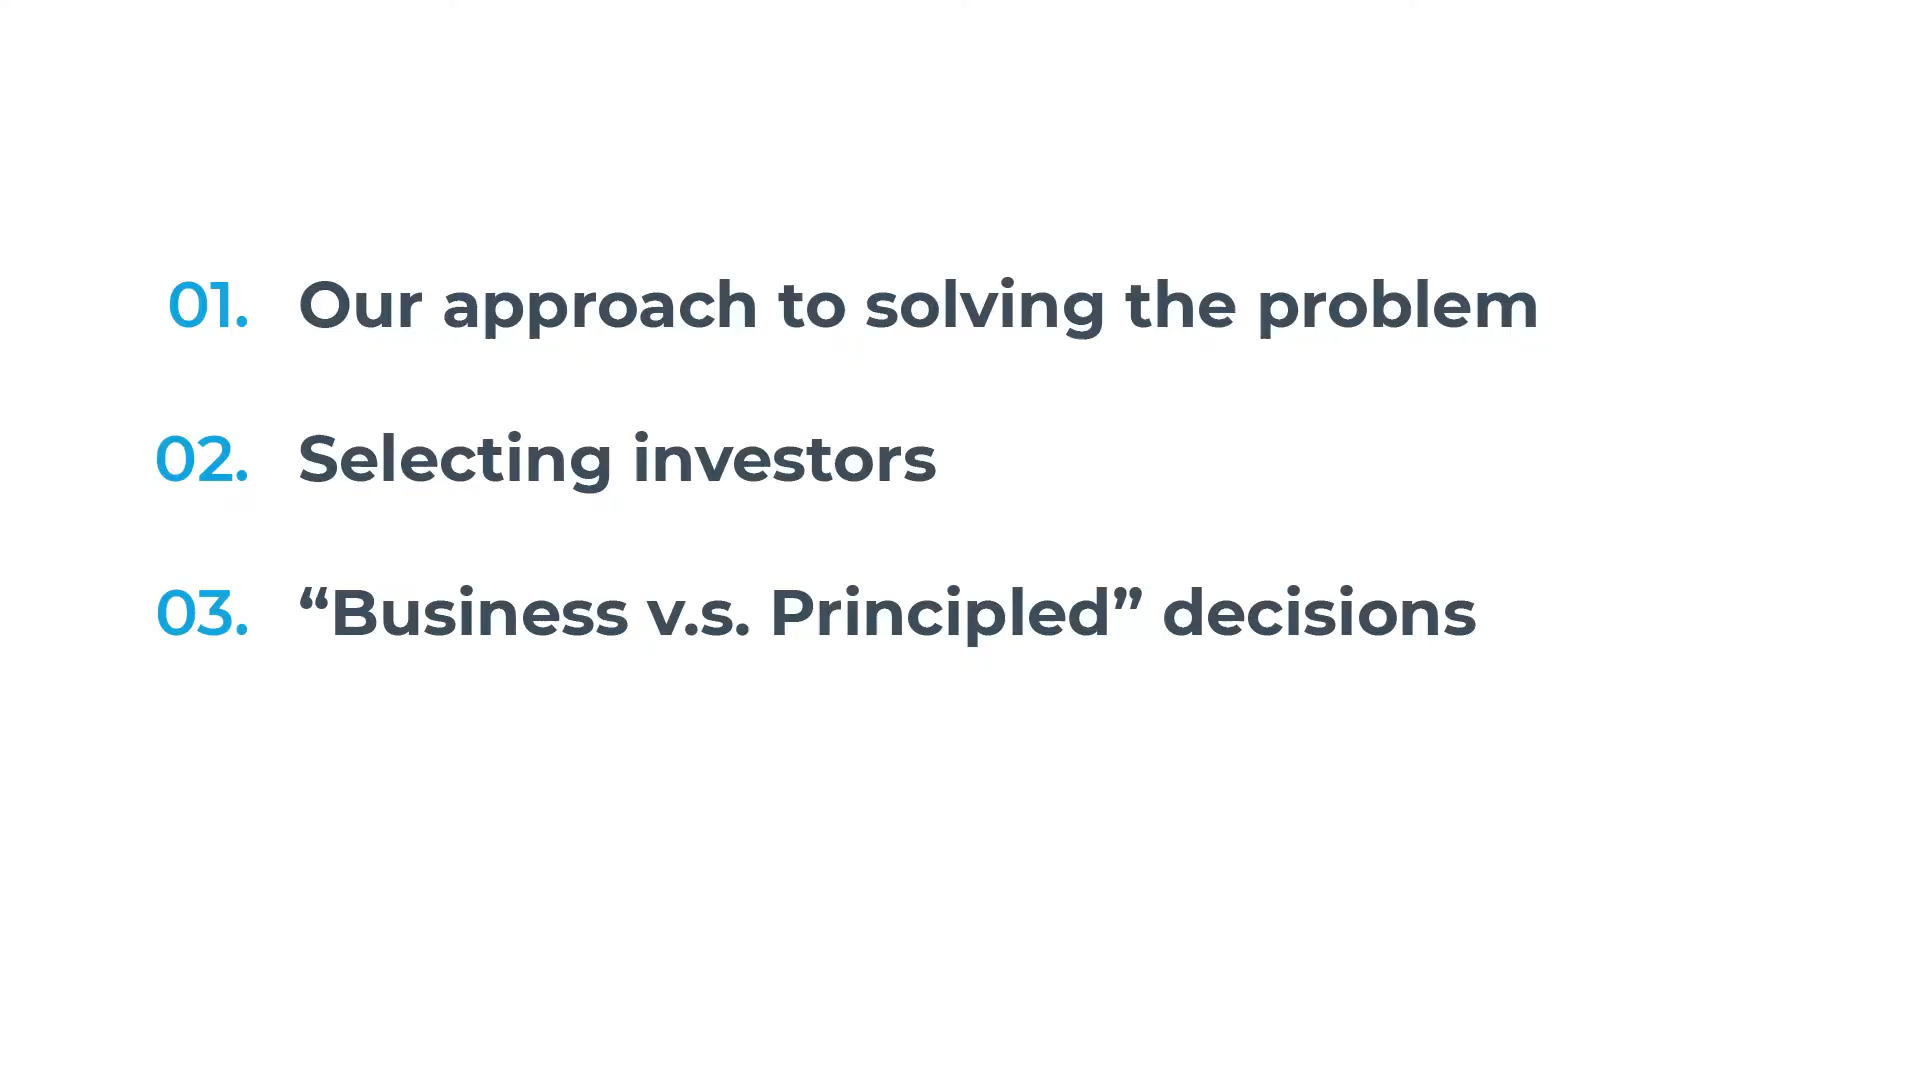 01. Our approach to solving the problem
02. Selecting investors
03. “Business v.s. Principled” decisions